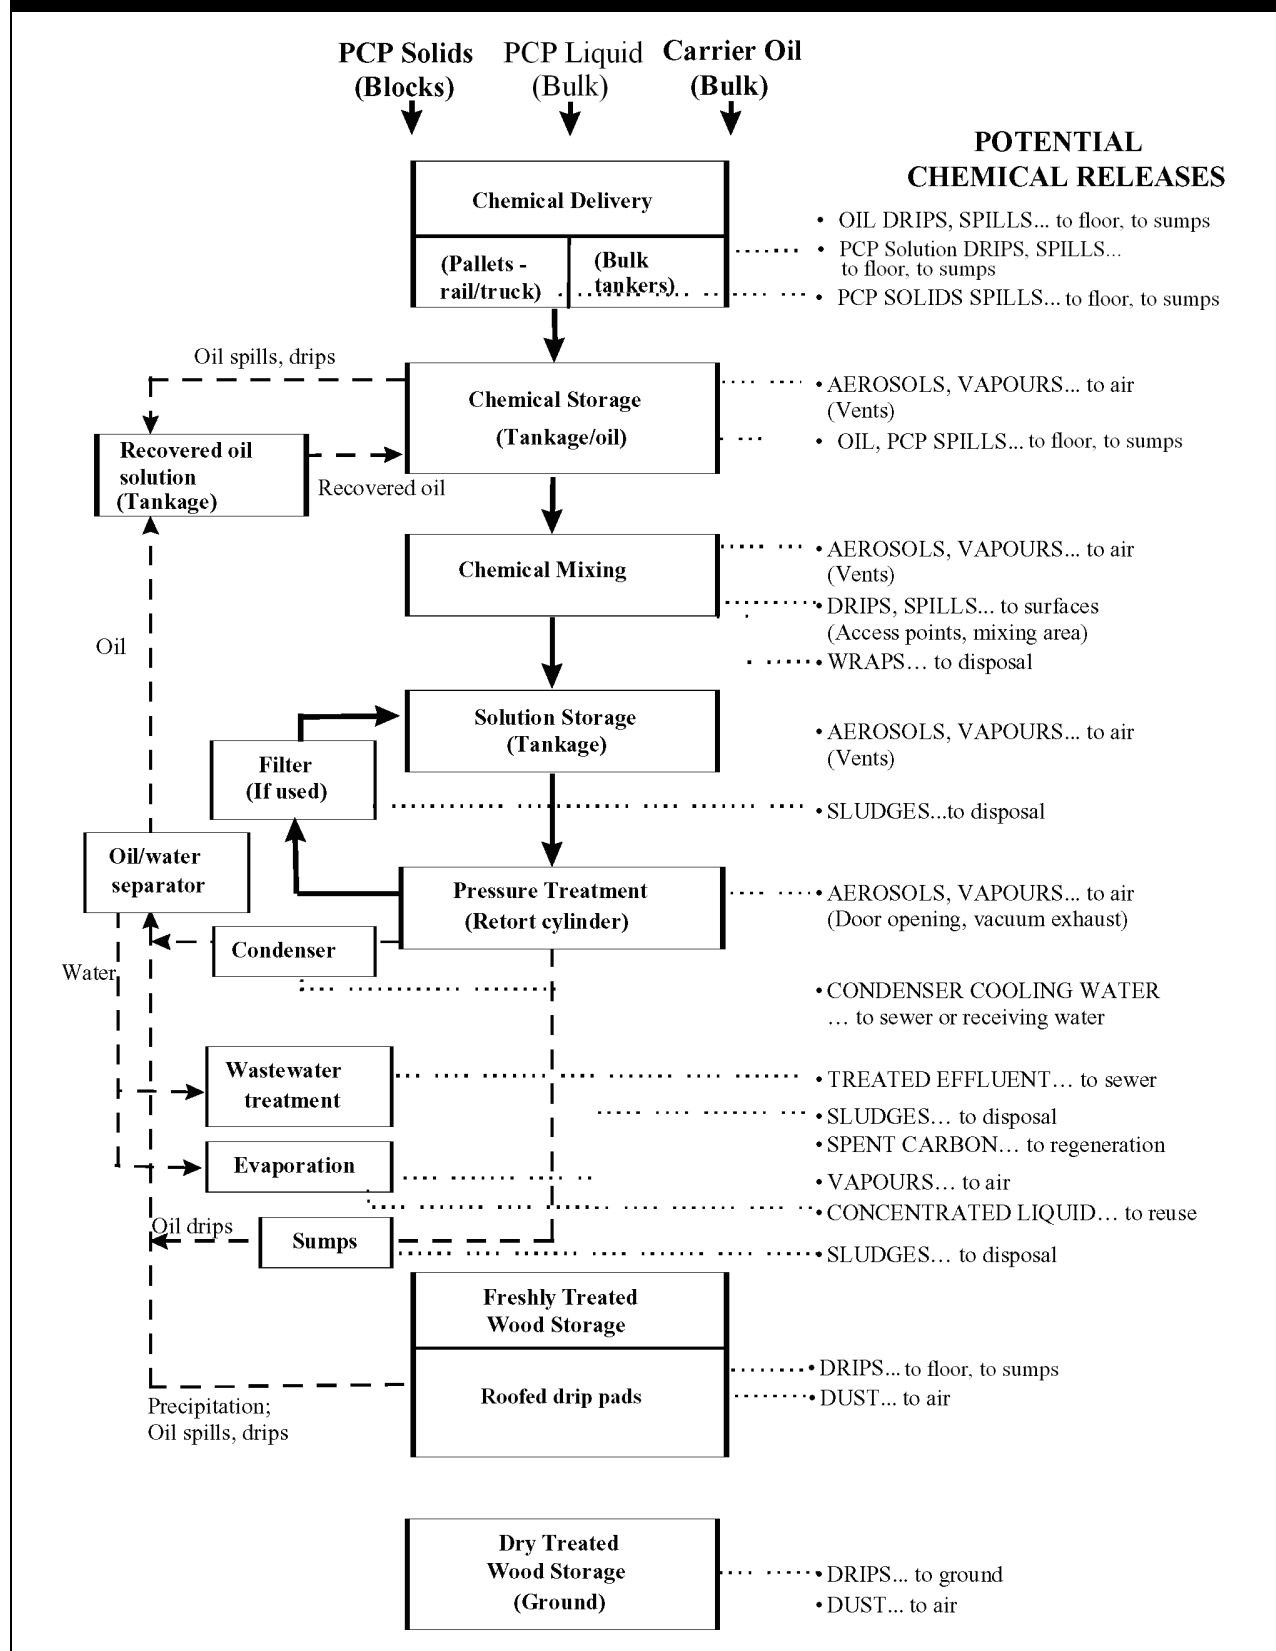 PCP Solids
(Blocks)
PCP Liquid
(Bulk)
Carrier Oil
(Bulk)
POTENTIAL
CHEMICAL RELEASES
Chemical Delivery
(Pallets -
rail/truck)
(Bulk
tankers)
• OIL DRIPS, SPILLS... to floor, to sumps
• PCP Solution DRIPS, SPILLS...
to floor, to sumps
• PCP SOLIDS SPILLS... to floor, to sumps
Oil spills, drips
Chemical Storage
(Tankage/oil)
• AEROSOLS, VAPOURS... to air
(Vents)
• OIL, PCP SPILLS... to floor, to sumps
Recovered oil
solution
(Tankage)
Recovered oil
Chemical Mixing
• AEROSOLS, VAPOURS... to air
(Vents)
• DRIPS, SPILLS... to surfaces
(Access points, mixing area)
• WRAPS... to disposal
Oil
Solution Storage
(Tankage)
• AEROSOLS, VAPOURS... to air
(Vents)
Filter
(If used)
• SLUDGES...to disposal
Oil/water
separator
Pressure Treatment
(Retort cylinder)
• AEROSOLS, VAPOURS... to air
(Door opening, vacuum exhaust)
Condenser
Water
• CONDENSER COOLING WATER
... to sewer or receiving water
Wastewater
treatment
• TREATED EFFLUENT... to sewer
• SLUDGES... to disposal
• SPENT CARBON... to regeneration
Evaporation
• VAPOURS... to air
• CONCENTRATED LIQUID... to reuse
Oil drips
Sumps
• SLUDGES... to disposal
Freshly Treated
Wood Storage
Roofed drip pads
• DRIPS... to floor, to sumps
• DUST... to air
Precipitation;
Oil spills, drips
Dry Treated
Wood Storage
(Ground)
• DRIPS... to ground
• DUST... to air